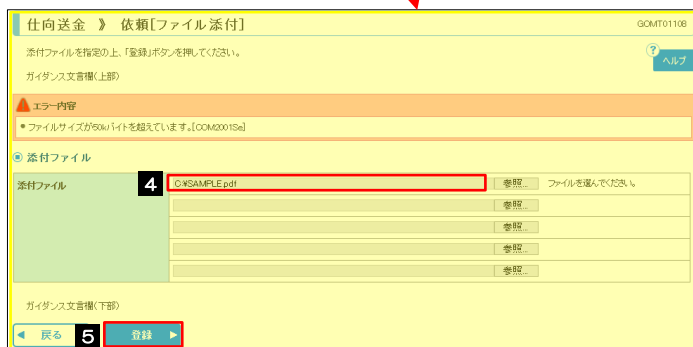 仕向送金 》 依頼[ファイル添付]
GOMT01108
添付ファイルを指定の上、「登録」ボタンを押してください。
? ヘルプ
ガイダンス文言欄(上部)
エラー内容
●ファイルサイズが50kバイトを超えています。[COM2001Se]
添付ファイル
添付ファイル 4 C:¥SAMPLE.pdf 参照... ファイルを選んでください。
参照...
参照...
参照...
参照...
ガイダンス文言欄(下部)
戻る 5 登録